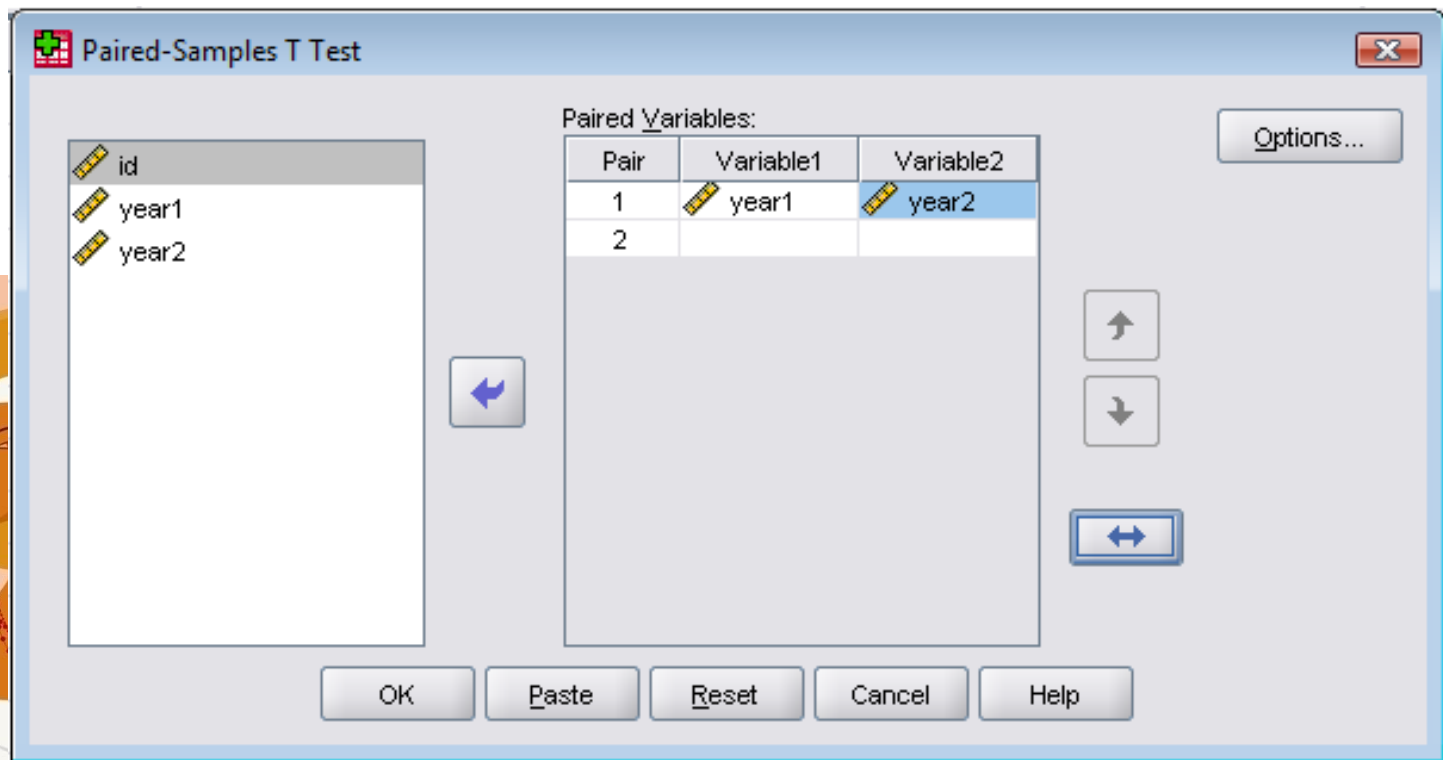 Paired-Samples T Test
Paired Variables:
Options...
id
year1
year2
Pair Variable1 Variable2
1 year1 year2
2
OK Paste Reset Cancel Help